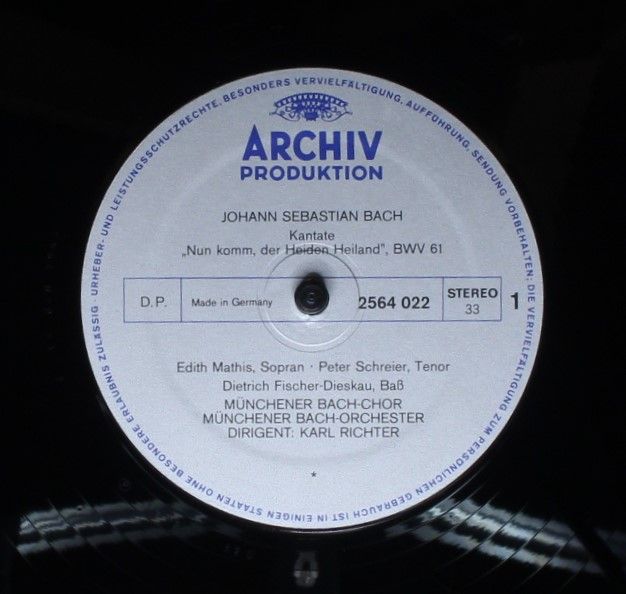 URHEBER- UND LEISTUNGSSCHUTZRECHTE, BESONDERS VERVIELFÄLTIGUNG, AUFFÜHRUNG, SENDUNG VORBEHALTEN; DIE VERVIELFÄLTIGUNG ZUM PERSÖNLICHEN GEBRAUCH IST IN EINIGEN STAATEN OHNE BESONDERE ERLAUBNIS ZULÄSSIG ·
ARCHIV
PRODUKTION
JOHANN SEBASTIAN BACH
Kantate
„Nun komm, der Heiden Heiland", BWV 61
D.P. Made in Germany 2564 022 STEREO 1
33
Edith Mathis, Sopran · Peter Schreier, Tenor
Dietrich Fischer-Dieskau, Baß
MÜNCHENER BACH-CHOR
MÜNCHENER BACH-ORCHESTER
DIRIGENT: KARL RICHTER
*